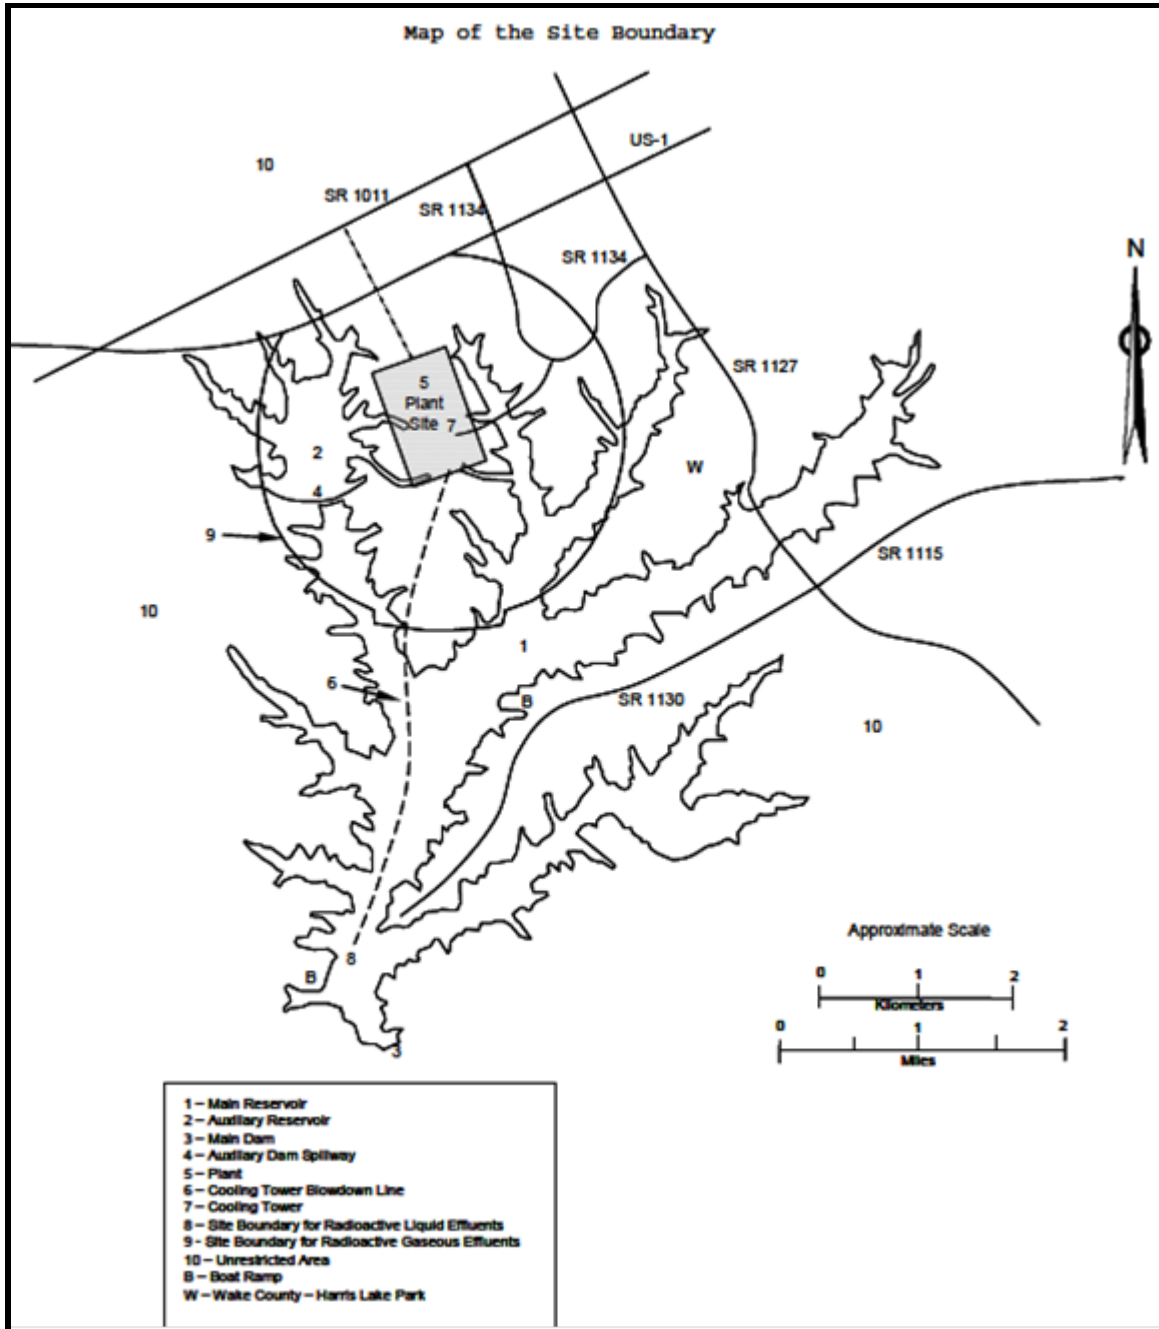 Map of the Site Boundary
US-1
10
SR 1011
SR 1134
SR 1134
N
SR 1127
5
Plant
Site
7
2
W
4
9
SR 1115
10
1
6
B
SR 1130
10
Approximate Scale
8
B
0 1 2
Kilometers
0 1 2
Miles
3
1 – Main Reservoir
2 – Auxiliary Reservoir
3 – Main Dam
4 – Auxiliary Dam Spillway
5 – Plant
6 – Cooling Tower Blowdown Line
7 – Cooling Tower
8 – Site Boundary for Radioactive Liquid Effluents
9 - Site Boundary for Radioactive Gaseous Effluents
10 – Unrestricted Area
B – Boat Ramp
W – Wake County – Harris Lake Park